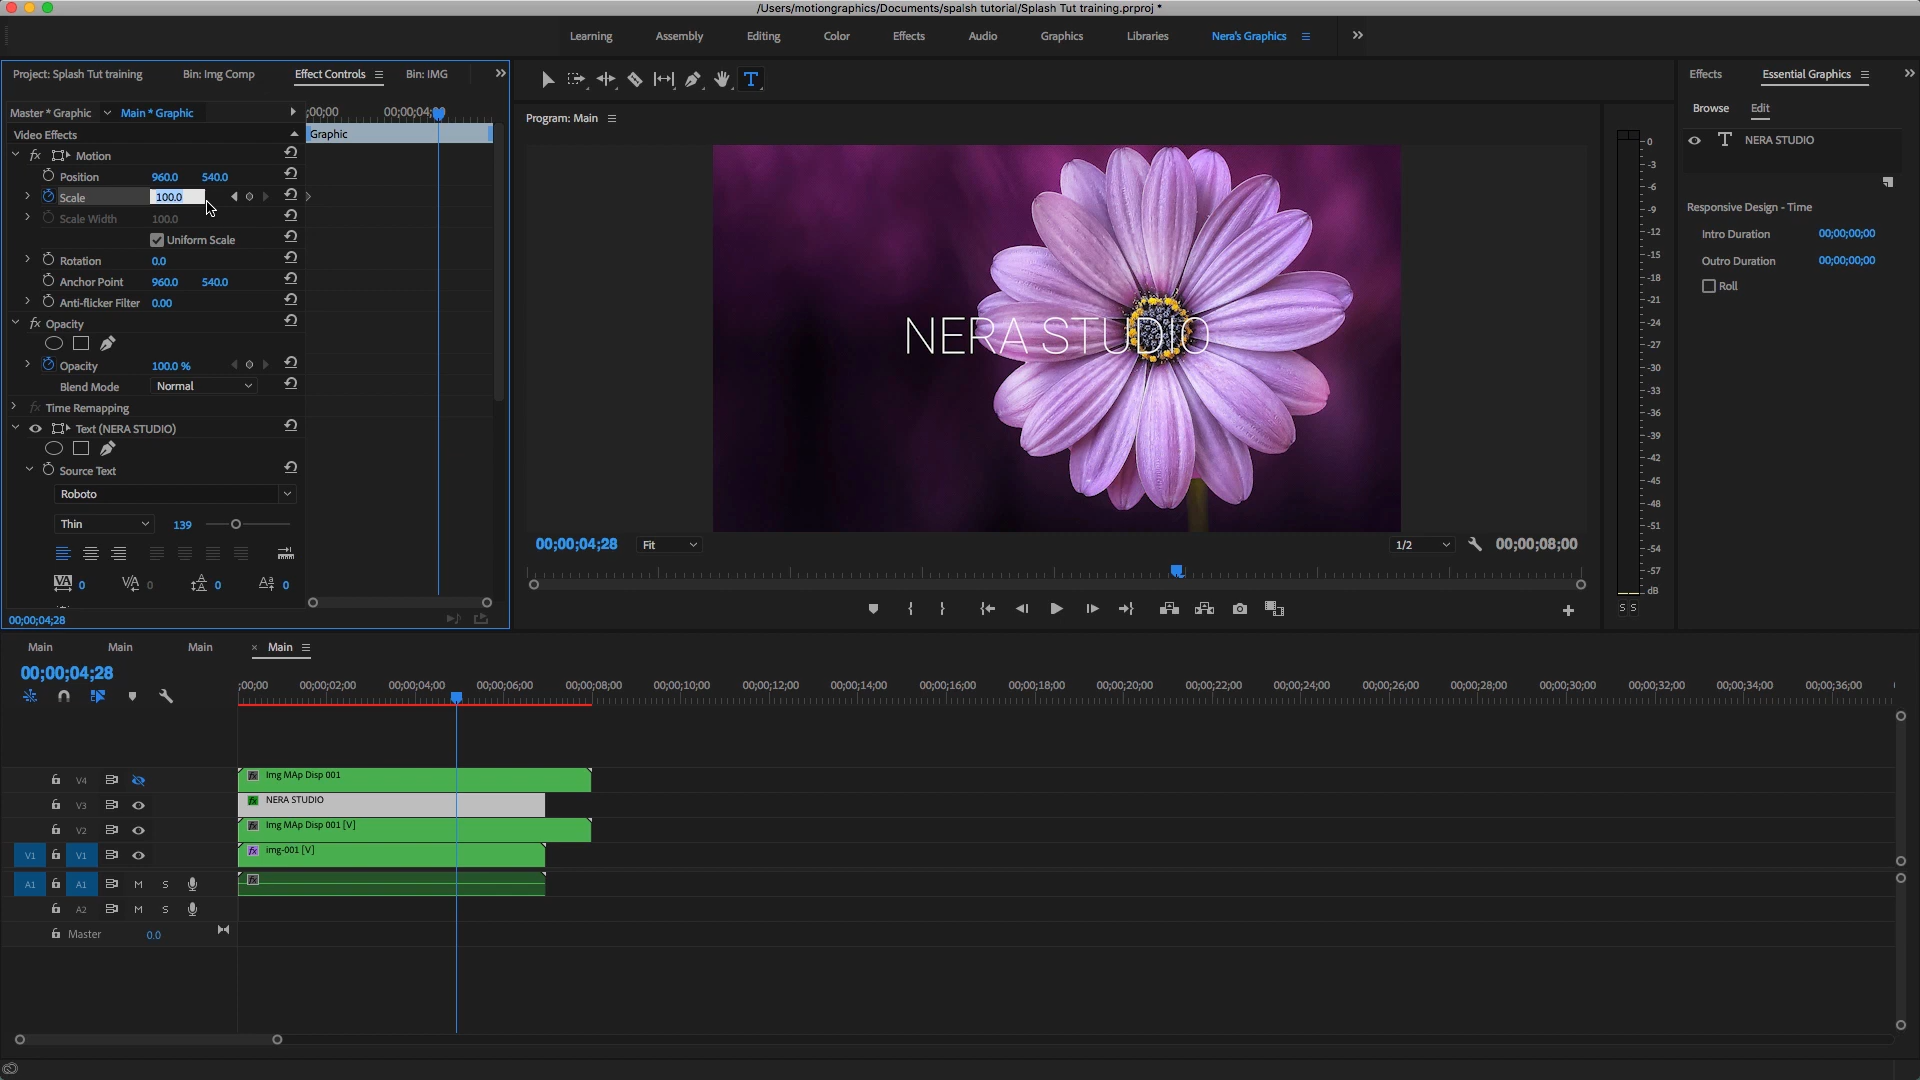 /Users/motiongraphics/Documents/spalsh tutorial/Splash Tut training.prproj *
Learning Assembly Editing Color Effects Audio Graphics Libraries Nera's Graphics
Project: Splash Tut training Bin: Img Comp Effect Controls Bin: IMG
Master * Graphic Main * Graphic
;00;00 00;00;04;00
Video Effects
Graphic
Motion
Position 960.0 540.0
Scale 100.0
Scale Width 100.0
Uniform Scale
Rotation 0.0
Anchor Point 960.0 540.0
Anti-flicker Filter 0.00
Opacity
Opacity 100.0 %
Blend Mode Normal
Time Remapping
Text (NERA STUDIO)
Source Text
Roboto
Thin 139
0 0 0 0
00;00;04;28
Program: Main
NERA STUDIO
00;00;04;28 Fit 1/2 00;00;08;00
0
-3
-6
-9
-12
-15
-18
-21
-24
-27
-30
-33
-36
-39
-42
-45
-48
-51
-54
-57
dB
S S
Effects Essential Graphics
Browse Edit
NERA STUDIO
Responsive Design - Time
Intro Duration 00;00;00;00
Outro Duration 00;00;00;00
Roll
Main Main Main × Main
00;00;04;28
;00;00 00;00;02;00 00;00;04;00 00;00;06;00 00;00;08;00 00;00;10;00 00;00;12;00 00;00;14;00 00;00;16;00 00;00;18;00 00;00;20;00 00;00;22;00 00;00;24;00 00;00;26;00 00;00;28;00 00;00;30;00 00;00;32;00 00;00;34;00 00;00;36;00
V4 fx Img MAp Disp 001
V3 fx NERA STUDIO
V2 fx Img MAp Disp 001 [V]
V1 V1 fx img-001 [V]
A1 A1 M S fx
A2 M S
Master 0.0